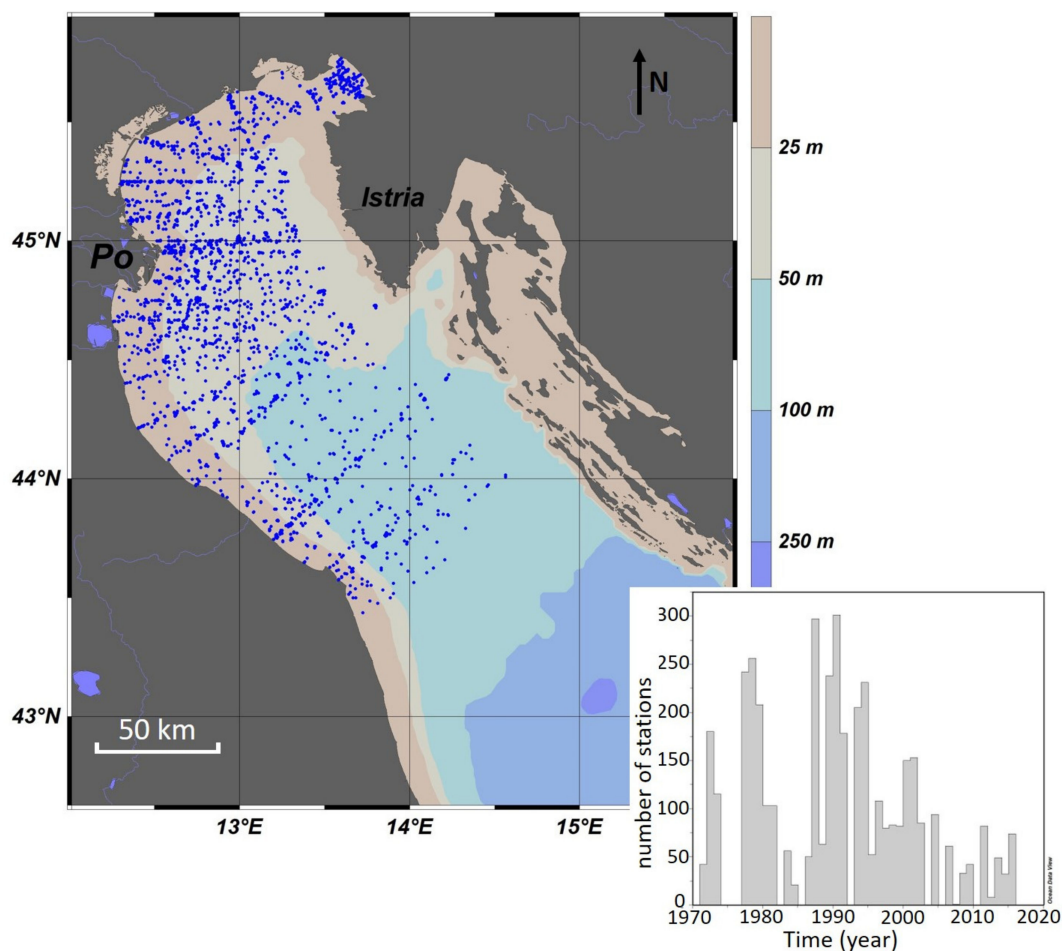 N
25 m
Istria
45°N
Po
50 m
100 m
44°N
250 m
43°N
50 km
13°E
14°E
15°E
number of stations
300
250
200
150
100
50
0
1970
1980
1990
2000
2010
2020
Time (year)
Ocean Data View